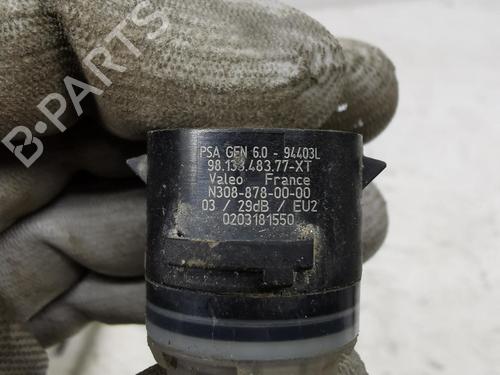 B-PARTS
PSA GEN 6.0 - 94403L
98.133.483.77-XT
Valeo France
N308-878-00-00
03 / 29dB / EU2
0203181550